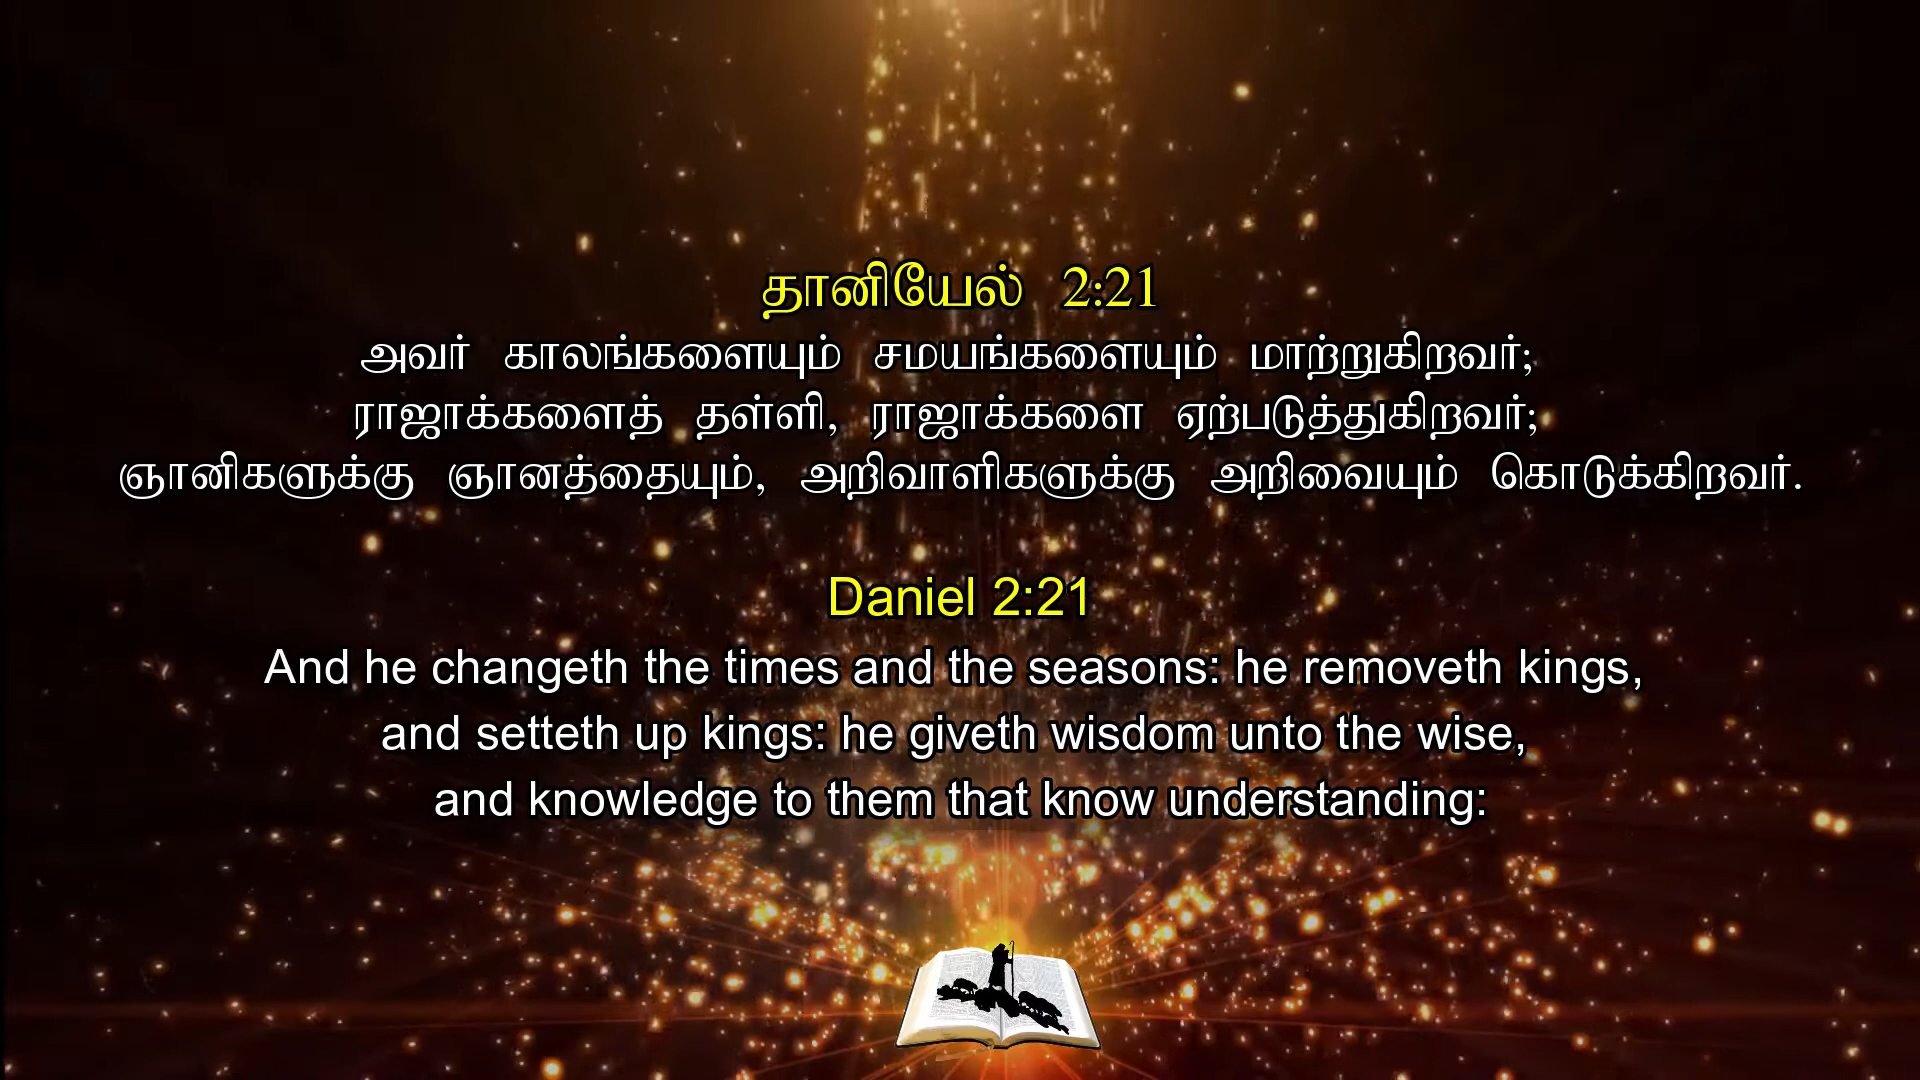 தானியேல் 2:21
அவர் காலங்களையும் சமயங்களையும் மாற்றுகிறவர்;
ராஜாக்களைத் தள்ளி, ராஜாக்களை ஏற்படுத்துகிறவர்;
ஞானிகளுக்கு ஞானத்தையும், அறிவாளிகளுக்கு அறிவையும் கொடுக்கிறவர்.
Daniel 2:21
And he changeth the times and the seasons: he removeth kings,
and setteth up kings: he giveth wisdom unto the wise,
and knowledge to them that know understanding: